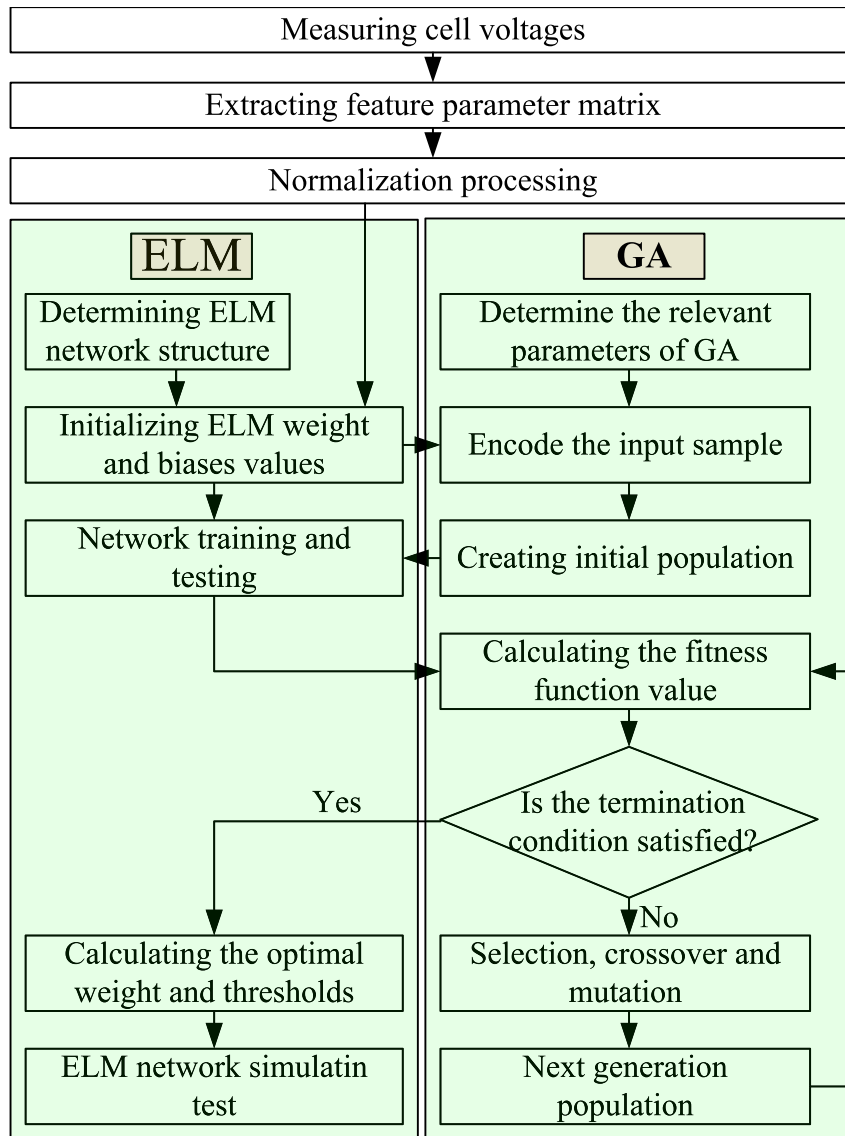 Measuring cell voltages
Extracting feature parameter matrix
Normalization processing
ELM
Determining ELM
network structure
Initializing ELM weight
and biases values
Network training and
testing
GA
Determine the relevant
parameters of GA
Encode the input sample
Creating initial population
Calculating the fitness
function value
Is the termination
condition satisfied?
Yes
No
Calculating the optimal
weight and thresholds
ELM network simulatin
test
Selection, crossover and
mutation
Next generation
population